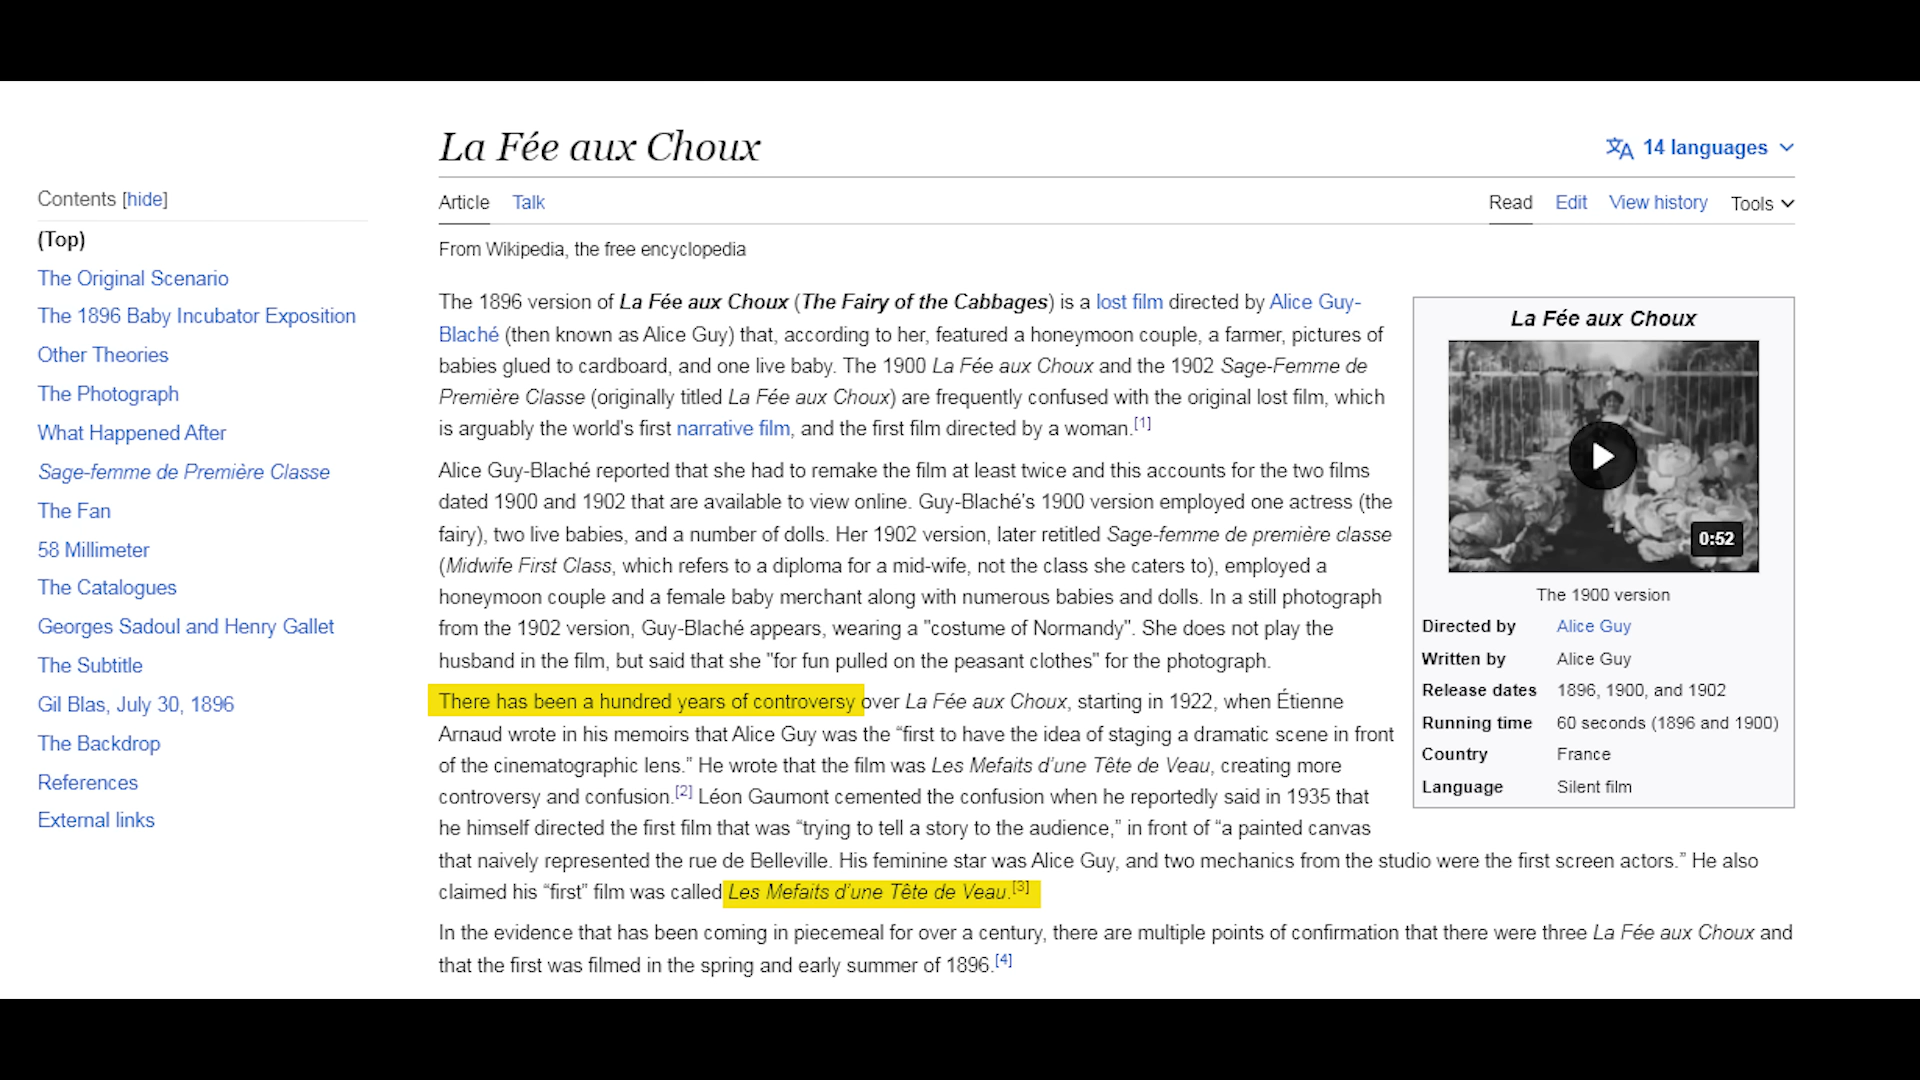 La Fée aux Choux
14 languages
Contents [hide]
Article Talk
Read Edit View history Tools
(Top)
The Original Scenario
The 1896 Baby Incubator Exposition
Other Theories
The Photograph
What Happened After
Sage-femme de Première Classe
The Fan
58 Millimeter
The Catalogues
Georges Sadoul and Henry Gallet
The Subtitle
Gil Blas, July 30, 1896
The Backdrop
References
External links
From Wikipedia, the free encyclopedia
The 1896 version of La Fée aux Choux (The Fairy of the Cabbages) is a lost film directed by Alice Guy-
Blaché (then known as Alice Guy) that, according to her, featured a honeymoon couple, a farmer, pictures of
babies glued to cardboard, and one live baby. The 1900 La Fée aux Choux and the 1902 Sage-Femme de
Première Classe (originally titled La Fée aux Choux) are frequently confused with the original lost film, which
is arguably the world's first narrative film, and the first film directed by a woman.[1]
Alice Guy-Blaché reported that she had to remake the film at least twice and this accounts for the two films
dated 1900 and 1902 that are available to view online. Guy-Blaché's 1900 version employed one actress (the
fairy), two live babies, and a number of dolls. Her 1902 version, later retitled Sage-femme de première classe
(Midwife First Class, which refers to a diploma for a mid-wife, not the class she caters to), employed a
honeymoon couple and a female baby merchant along with numerous babies and dolls. In a still photograph
from the 1902 version, Guy-Blaché appears, wearing a "costume of Normandy". She does not play the
husband in the film, but said that she "for fun pulled on the peasant clothes" for the photograph.
There has been a hundred years of controversy over La Fée aux Choux, starting in 1922, when Étienne
Arnaud wrote in his memoirs that Alice Guy was the “first to have the idea of staging a dramatic scene in front
of the cinematographic lens.” He wrote that the film was Les Mefaits d’une Tête de Veau, creating more
controversy and confusion.[2] Léon Gaumont cemented the confusion when he reportedly said in 1935 that
he himself directed the first film that was “trying to tell a story to the audience,” in front of “a painted canvas
that naively represented the rue de Belleville. His feminine star was Alice Guy, and two mechanics from the studio were the first screen actors.” He also
claimed his “first” film was called Les Mefaits d’une Tête de Veau.[3]
In the evidence that has been coming in piecemeal for over a century, there are multiple points of confirmation that there were three La Fée aux Choux and
that the first was filmed in the spring and early summer of 1896.[4]
La Fée aux Choux
0:52
The 1900 version
Directed by Alice Guy
Written by Alice Guy
Release dates 1896, 1900, and 1902
Running time 60 seconds (1896 and 1900)
Country France
Language Silent film